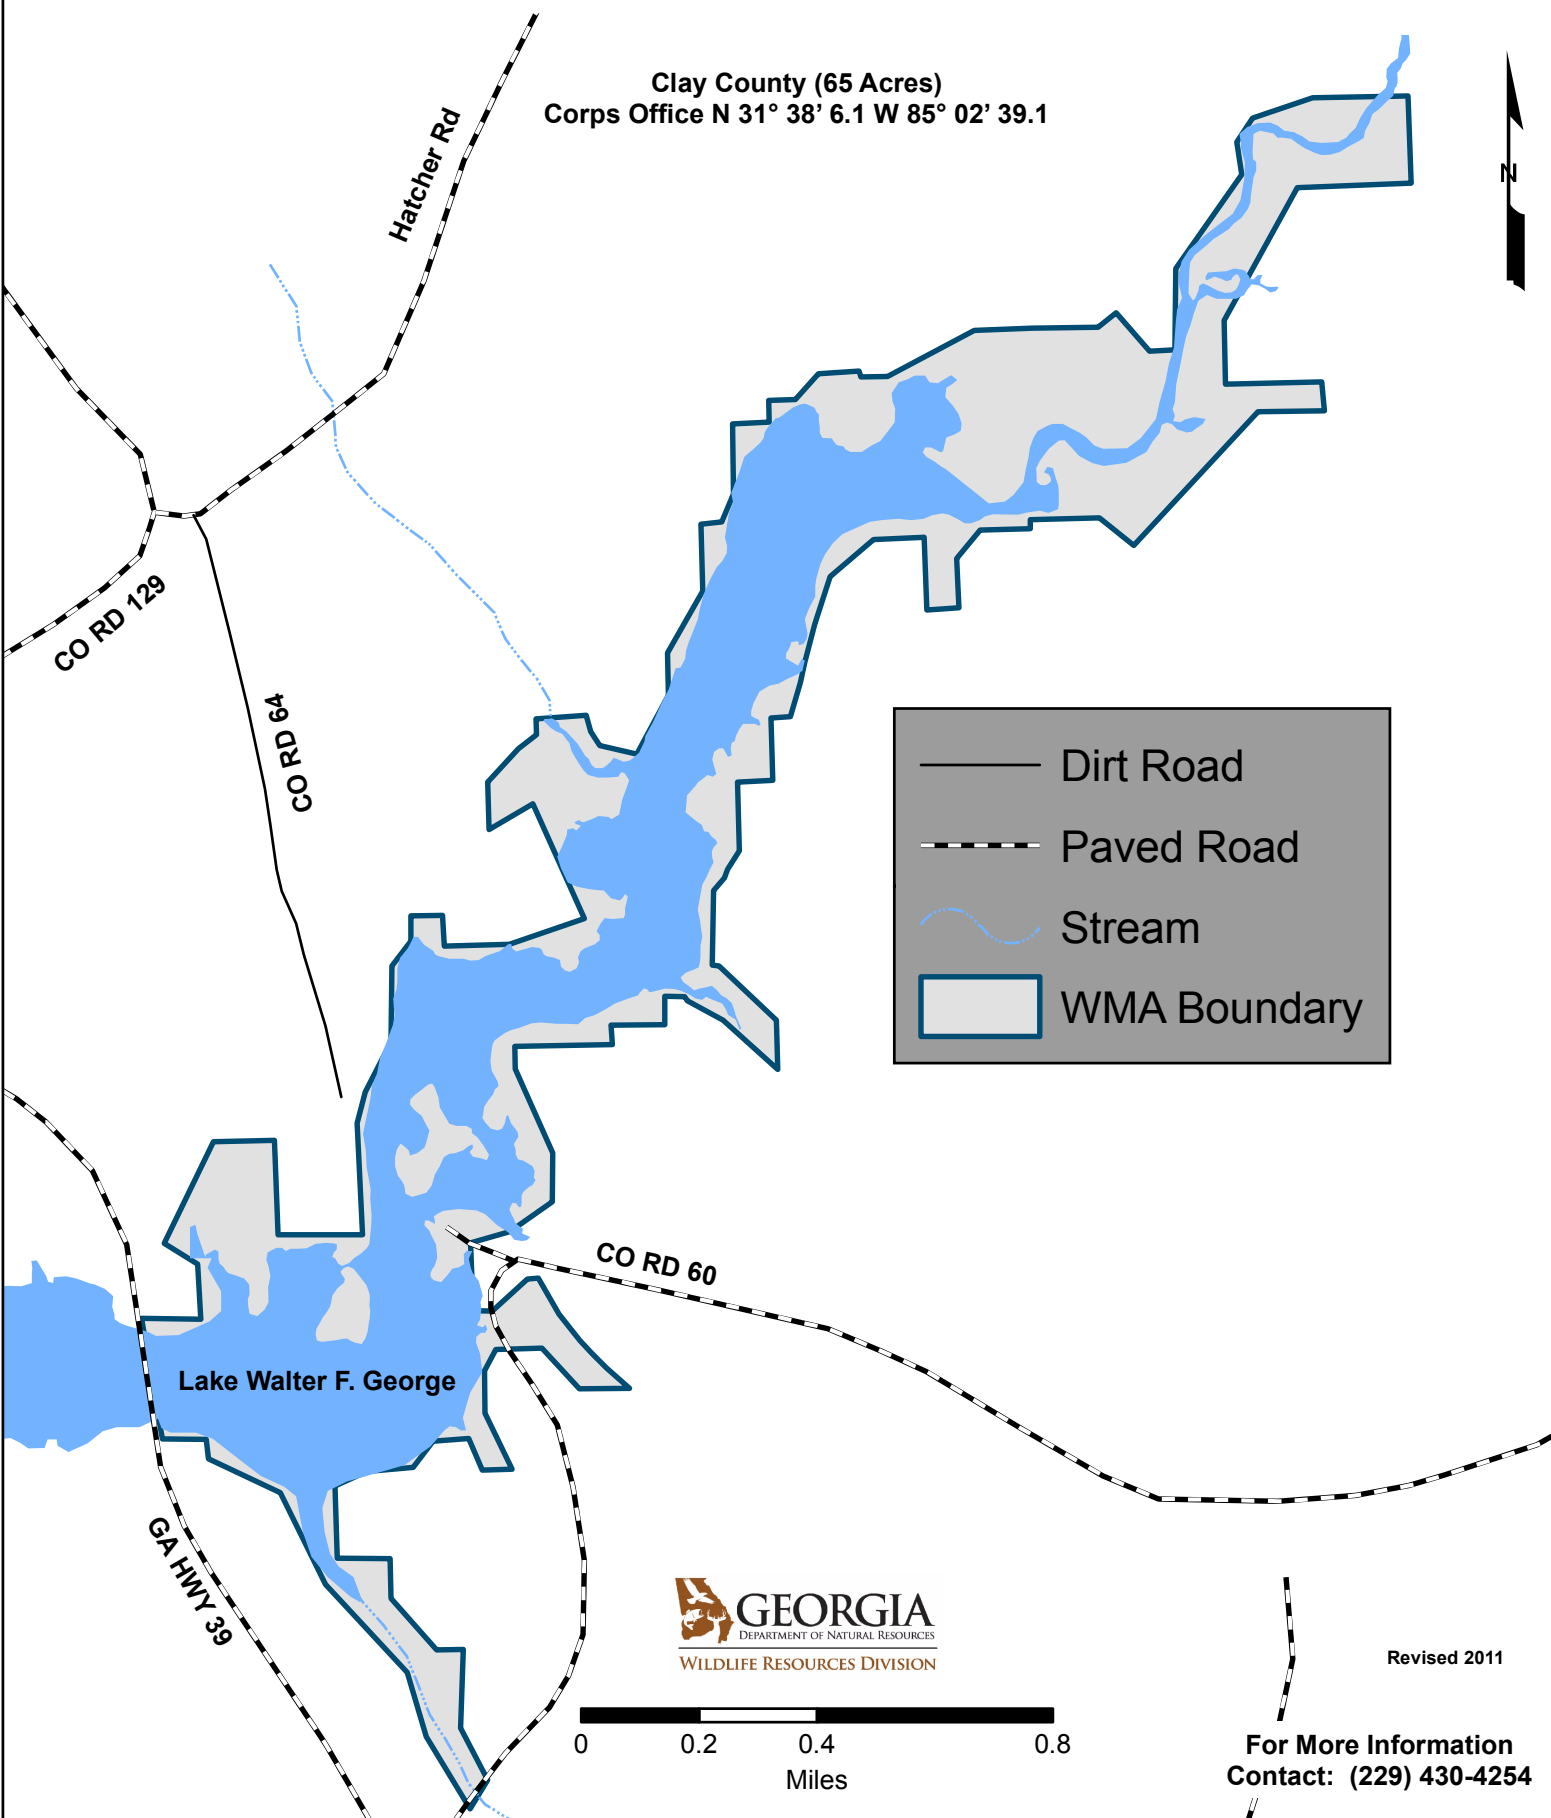 Clay County (65 Acres)
Corps Office N 31° 38’ 6.1 W 85° 02’ 39.1
N
Hatcher Rd
CO RD 129
CO RD 64
Dirt Road
Paved Road
Stream
WMA Boundary
CO RD 60
Lake Walter F. George
GA HWY 39
GEORGIA
DEPARTMENT OF NATURAL RESOURCES
WILDLIFE RESOURCES DIVISION
Revised 2011
0 0.2 0.4 0.8
Miles
For More Information
Contact: (229) 430-4254